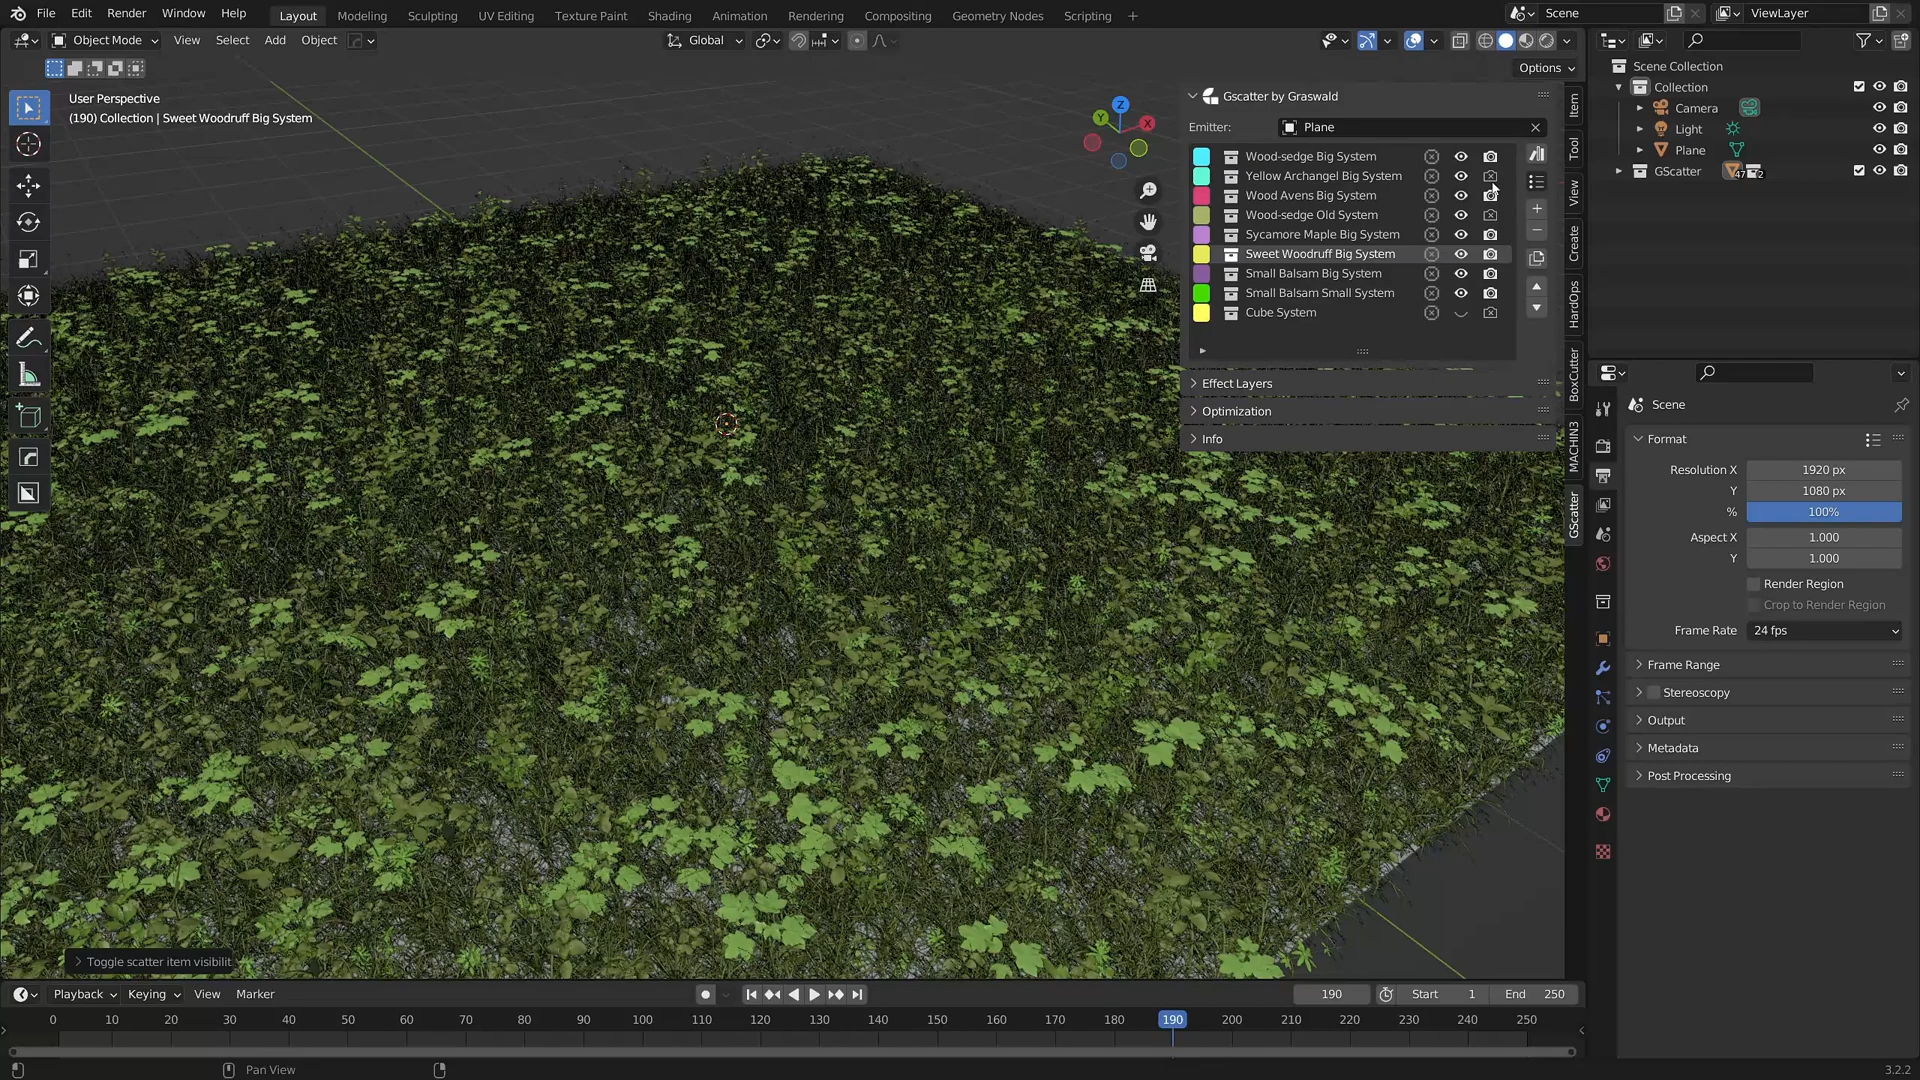 File Edit Render Window Help Layout Modeling Sculpting UV Editing Texture Paint Shading Animation Rendering Compositing Geometry Nodes Scripting + Scene ViewLayer
Object Mode View Select Add Object Global
Options
User Perspective
(190) Collection | Sweet Woodruff Big System
Z
Y
X
Gscatter by Graswald
Emitter: Plane
Wood-sedge Big System
Yellow Archangel Big System
Wood Avens Big System
Wood-sedge Old System
Sycamore Maple Big System
Sweet Woodruff Big System
Small Balsam Big System
Small Balsam Small System
Cube System
Effect Layers
Optimization
Info
Item
Tool
View
Create
HardOps
BoxCutter
MACHIN3
GScatter
Scene Collection
Collection
Camera
Light
Plane
GScatter 47 2
Scene
Format
Resolution X 1920 px
Y 1080 px
% 100%
Aspect X 1.000
Y 1.000
Render Region
Crop to Render Region
Frame Rate 24 fps
Frame Range
Stereoscopy
Output
Metadata
Post Processing
Toggle scatter item visibilit
Playback Keying View Marker 190 Start 1 End 250
0 10 20 30 40 50 60 70 80 90 100 110 120 130 140 150 160 170 180 190 200 210 220 230 240 250
Pan View 3.2.2